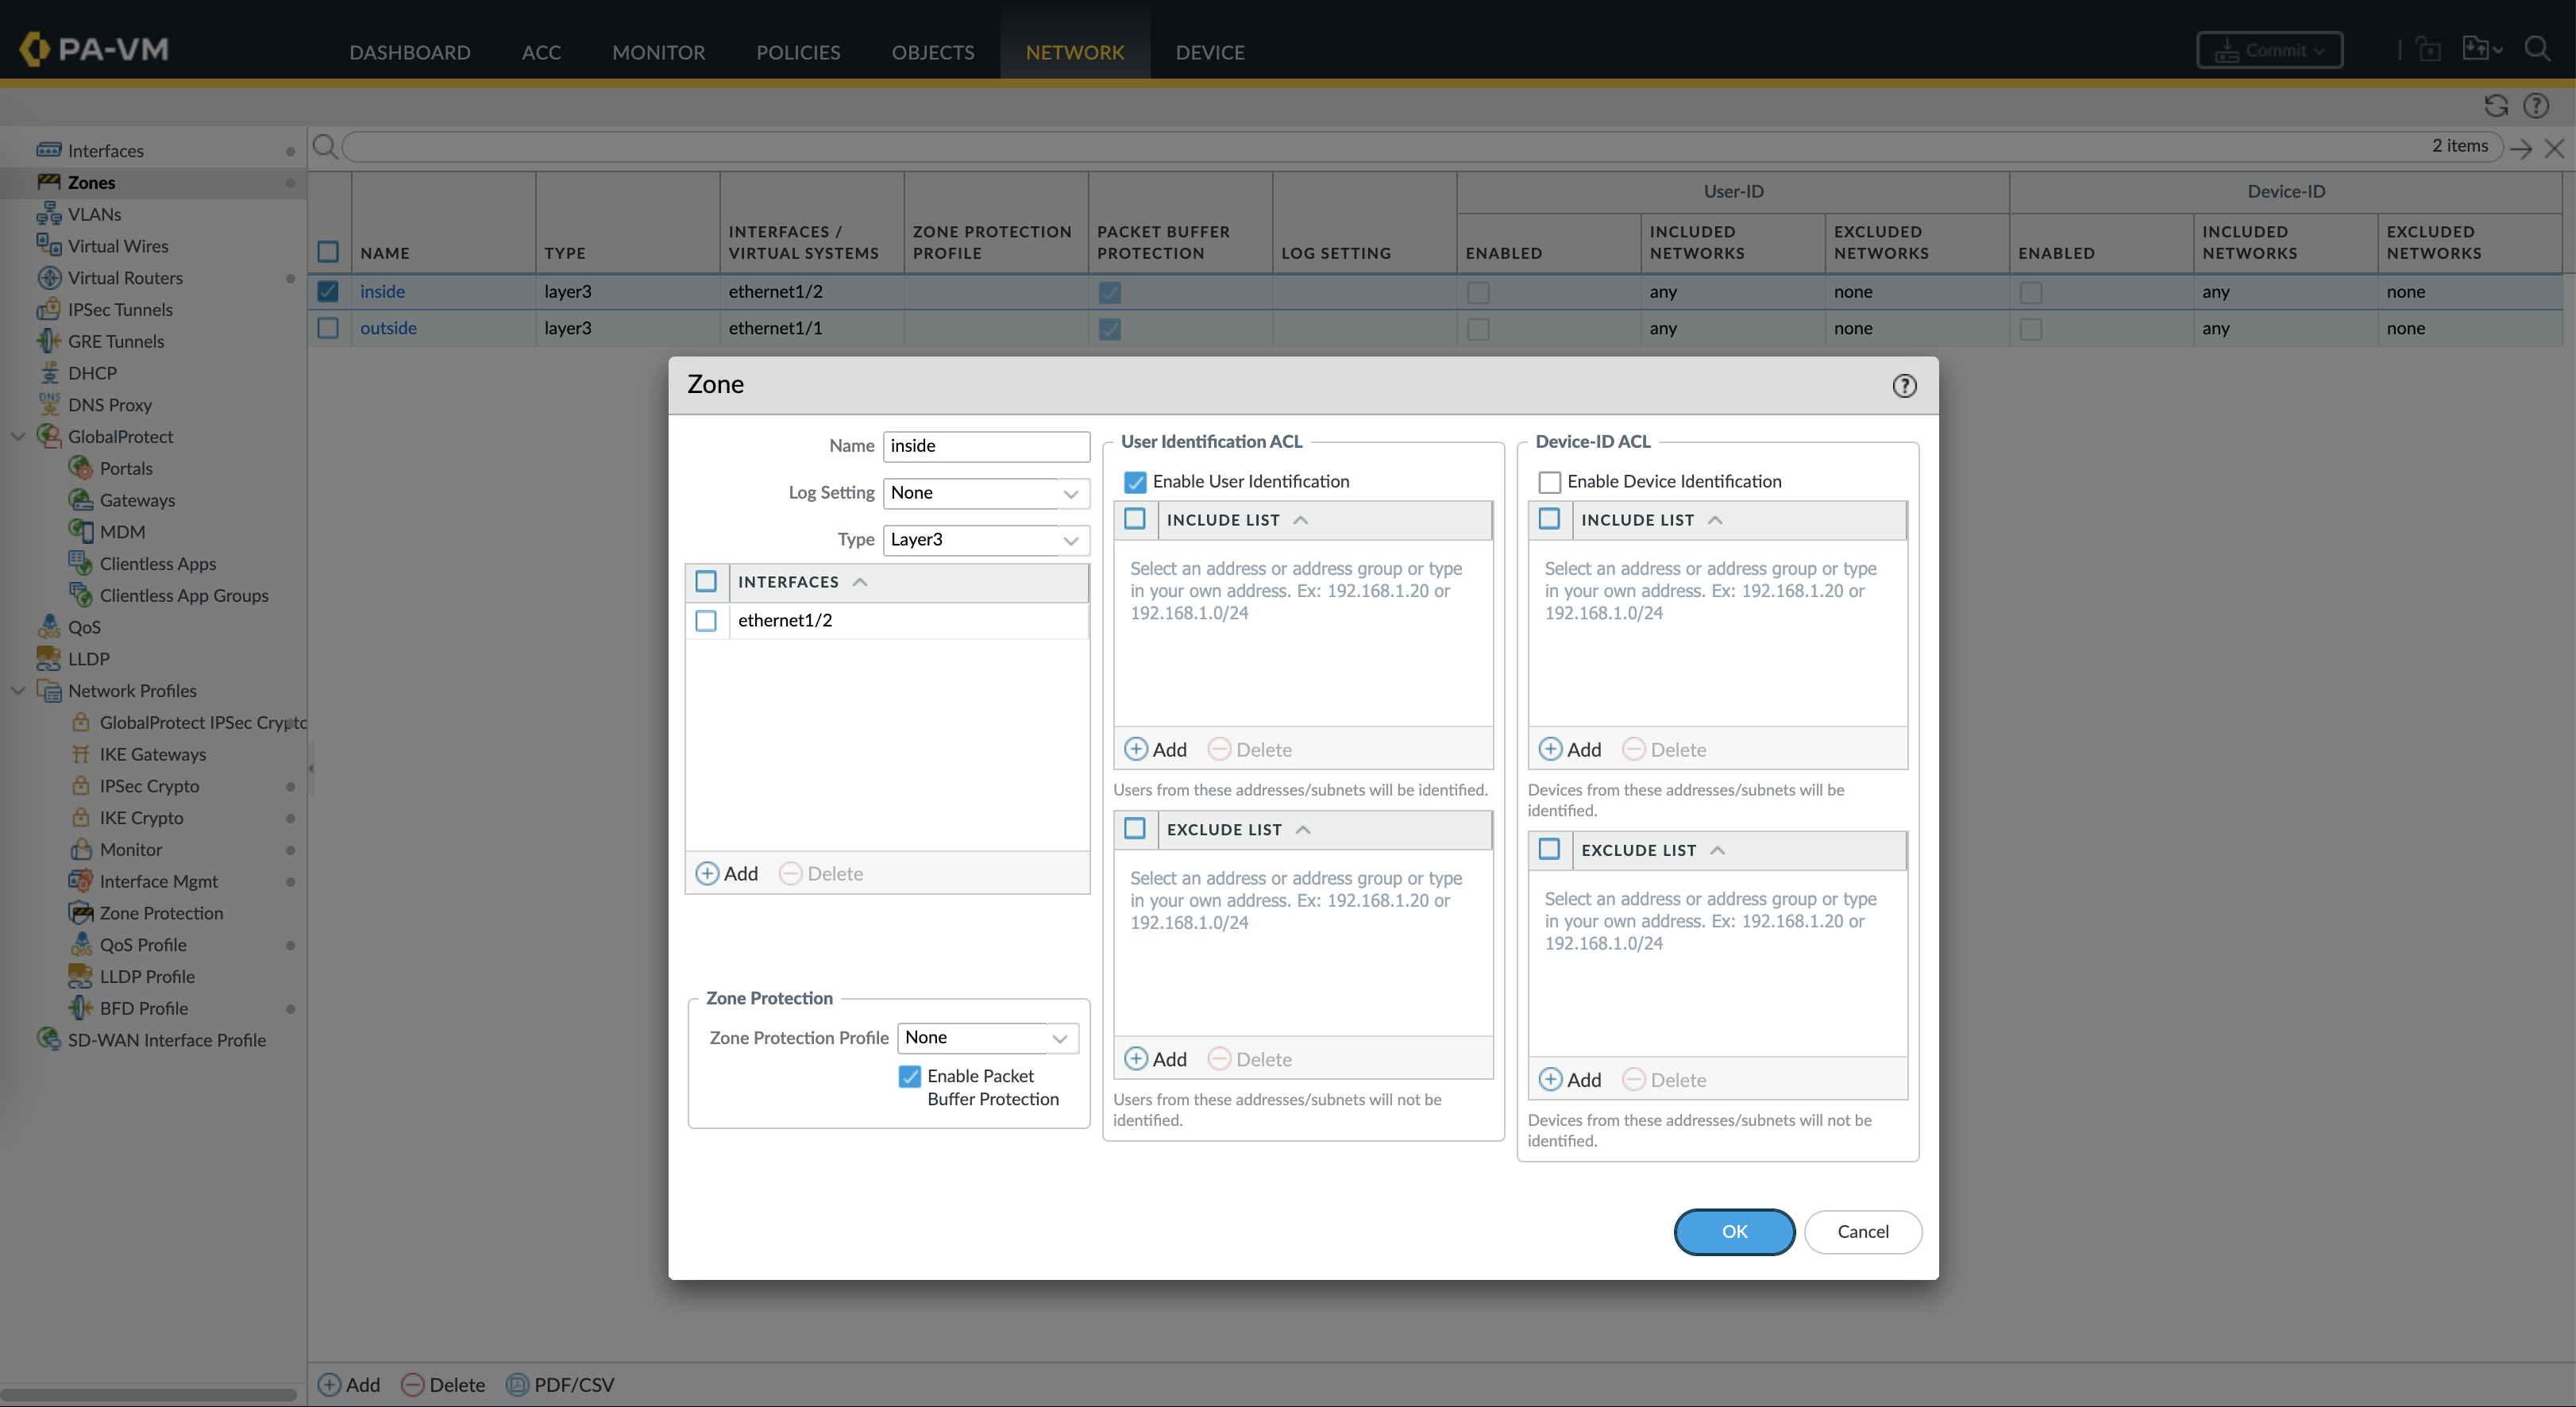 PA-VM
DASHBOARD
ACC
MONITOR
POLICIES
OBJECTS
NETWORK
DEVICE
Commit
Interfaces
Zones
VLANs
Virtual Wires
Virtual Routers
IPSec Tunnels
GRE Tunnels
DHCP
DNS Proxy
GlobalProtect
Portals
Gateways
MDM
Clientless Apps
Clientless App Groups
QoS
LLDP
Network Profiles
GlobalProtect IPSec Crypto
IKE Gateways
IPSec Crypto
IKE Crypto
Monitor
Interface Mgmt
Zone Protection
QoS Profile
LLDP Profile
BFD Profile
SD-WAN Interface Profile
2 items
User-ID
Device-ID
NAME
TYPE
INTERFACES /
VIRTUAL SYSTEMS
ZONE PROTECTION
PROFILE
PACKET BUFFER
PROTECTION
LOG SETTING
ENABLED
INCLUDED
NETWORKS
EXCLUDED
NETWORKS
ENABLED
INCLUDED
NETWORKS
EXCLUDED
NETWORKS
inside layer3 ethernet1/2 any none any none
outside layer3 ethernet1/1 any none any none
Zone
Name inside
Log Setting None
Type Layer3
INTERFACES
ethernet1/2
Add Delete
Zone Protection
Zone Protection Profile None
Enable Packet
Buffer Protection
User Identification ACL
Enable User Identification
INCLUDE LIST
Select an address or address group or type
in your own address. Ex: 192.168.1.20 or
192.168.1.0/24
Add Delete
Users from these addresses/subnets will be identified.
EXCLUDE LIST
Select an address or address group or type
in your own address. Ex: 192.168.1.20 or
192.168.1.0/24
Add Delete
Users from these addresses/subnets will not be
identified.
Device-ID ACL
Enable Device Identification
INCLUDE LIST
Select an address or address group or type
in your own address. Ex: 192.168.1.20 or
192.168.1.0/24
Add Delete
Devices from these addresses/subnets will be
identified.
EXCLUDE LIST
Select an address or address group or type
in your own address. Ex: 192.168.1.20 or
192.168.1.0/24
Add Delete
Devices from these addresses/subnets will not be
identified.
OK
Cancel
Add Delete PDF/CSV